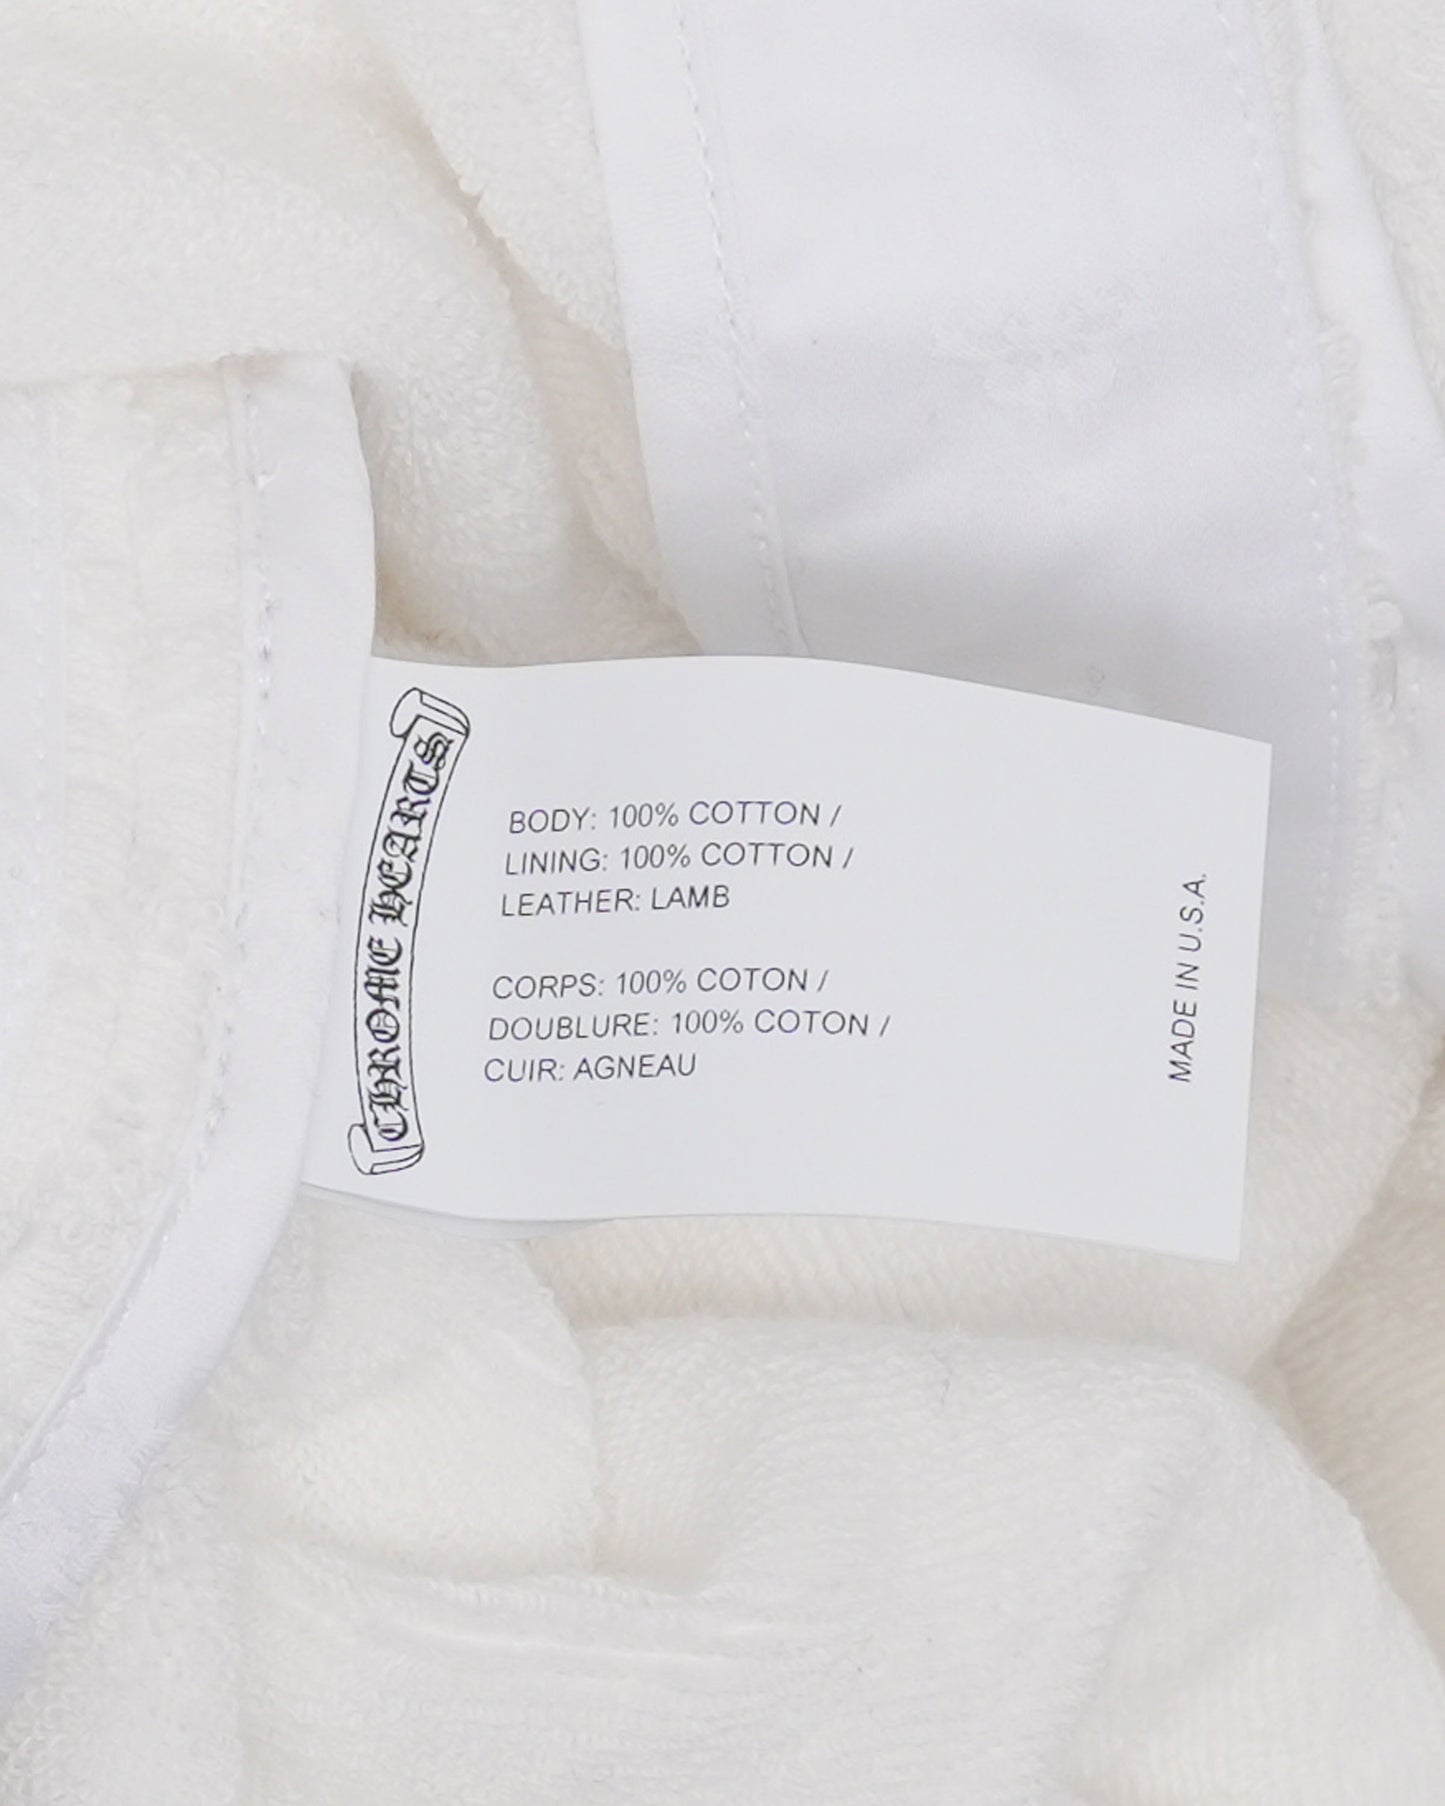 CHROME HEARTS
BODY: 100% COTTON /
LINING: 100% COTTON /
LEATHER: LAMB
CORPS: 100% COTON /
DOUBLURE: 100% COTON /
CUIR: AGNEAU
MADE IN U.S.A.